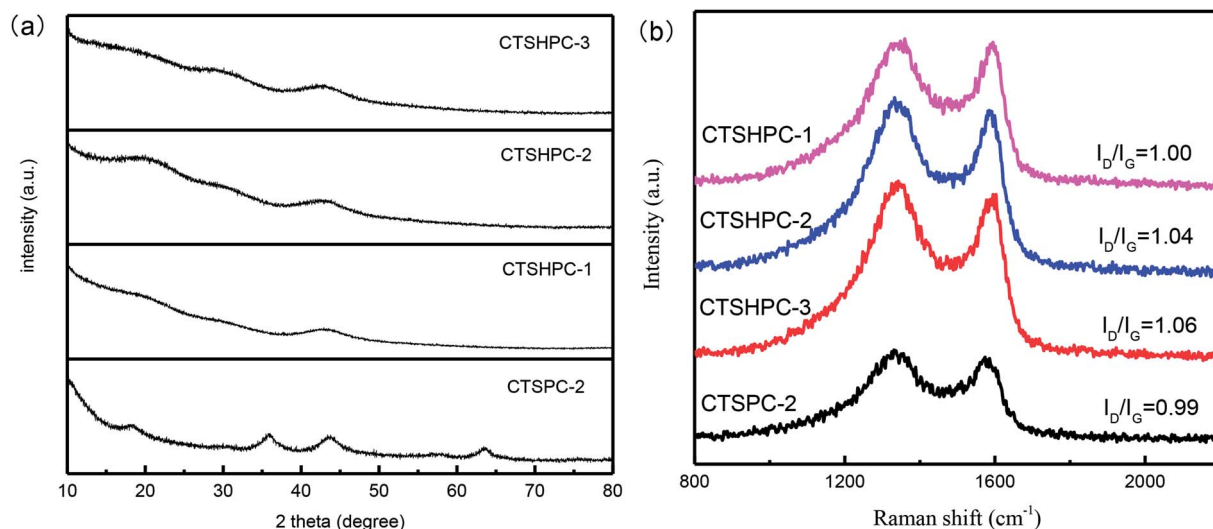 (a)
CTSHPC-3
CTSHPC-2
CTSHPC-1
CTSPC-2
intensity (a.u.)
10 20 30 40 50 60 70 80
2 theta (degree)
(b)
CTSHPC-1
I_D/I_G=1.00
CTSHPC-2
I_D/I_G=1.04
CTSHPC-3
I_D/I_G=1.06
CTSPC-2
I_D/I_G=0.99
Intensity (a.u.)
800 1200 1600 2000
Raman shift (cm⁻¹)